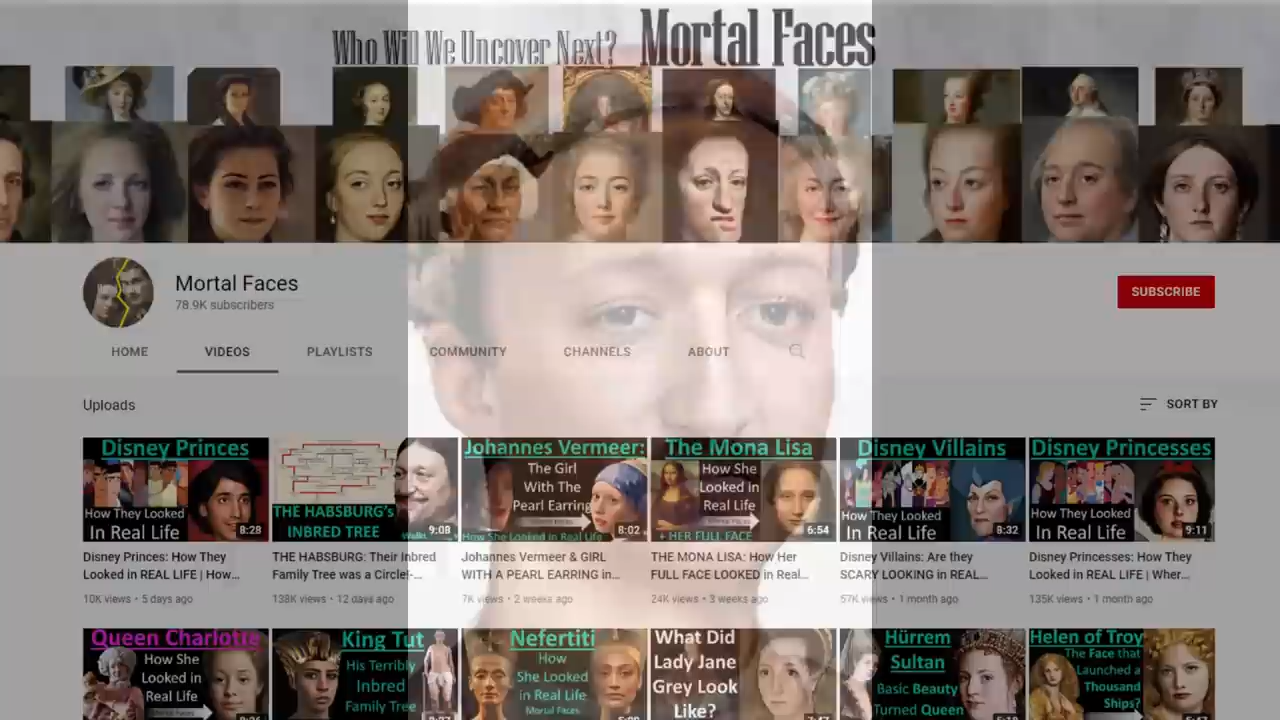 Who Will We Uncover Next? Mortal Faces
Mortal Faces
78.9K subscribers
SUBSCRIBE
HOME VIDEOS PLAYLISTS COMMUNITY CHANNELS ABOUT
Uploads
SORT BY
Disney Princes
How They Looked
In Real Life
8:28
Disney Princes: How They
Looked in REAL LIFE | How...
10K views • 5 days ago
THE HABSBURG's
INBRED TREE
9:08
THE HABSBURG: Their Inbred
Family Tree was a Circle!-...
138K views • 12 days ago
Johannes Vermeer:
The Girl
With The
Pearl Earring
How She Looked in Real Life
8:02
Johannes Vermeer & GIRL
WITH A PEARL EARRING in...
7K views • 2 weeks ago
The Mona Lisa
How She
Looked in
Real Life
+ HER FULL FACE
6:54
THE MONA LISA: How Her
FULL FACE LOOKED in Real...
24K views • 3 weeks ago
Disney Villains
How They Looked
In Real Life
8:32
Disney Villains: Are they
SCARY LOOKING in REAL...
57K views • 1 month ago
Disney Princesses
How They Looked
In Real Life
9:11
Disney Princesses: How They
Looked in REAL LIFE | Wher...
135K views • 1 month ago
Queen Charlotte
How She
Looked in
Real Life
King Tut
His Terribly
Inbred
Family Tree
Nefertiti
How
She Looked
in Real Life
Mortal Faces
What Did
Lady Jane
Grey Look
Like?
Hürrem
Sultan
Basic Beauty
Turned Queen
Helen of Troy
The Face that
Launched a
Thousand
Ships?